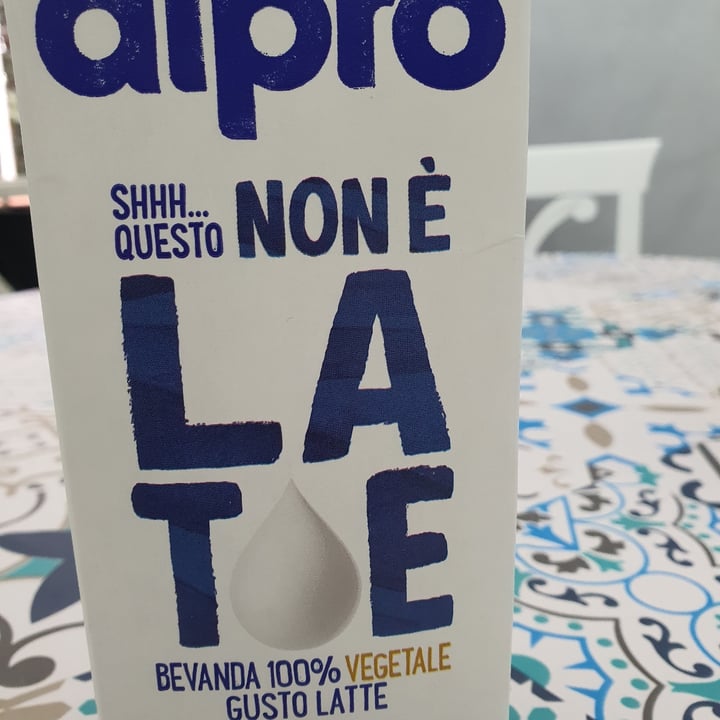 alpro
SHHH... NON È
QUESTO
LA
TE
BEVANDA 100% VEGETALE
GUSTO LATTE